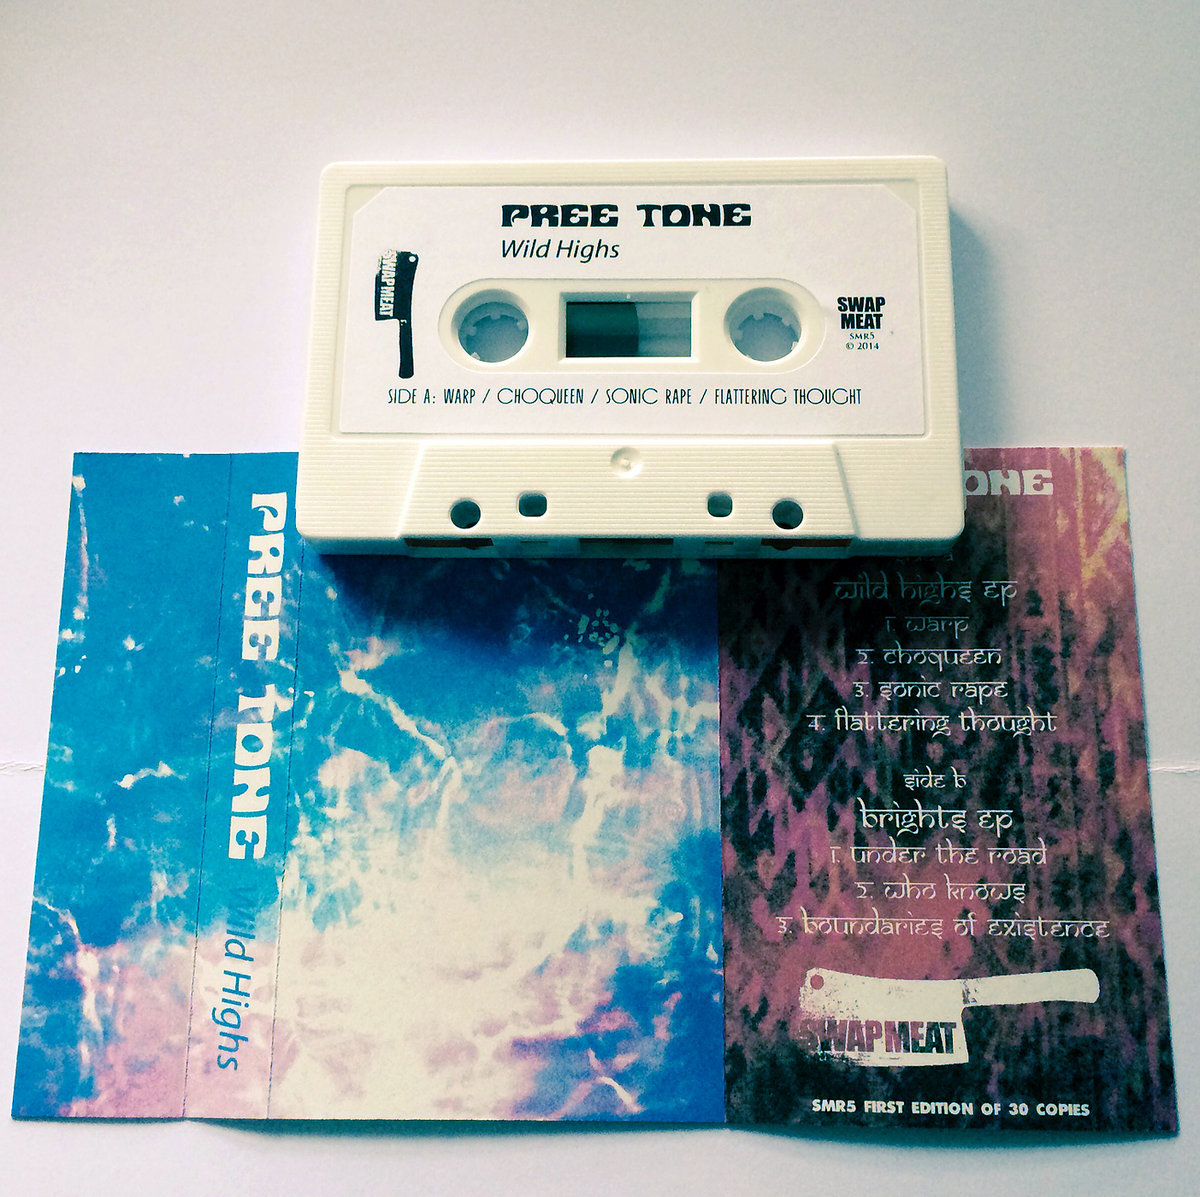 PREE TONE
Wild Highs
SWAP MEAT
SWAP
MEAT
SMR5
© 2014
SIDE A: WARP / CHOQUEEN / SONIC RAPE / FLATTERING THOUGHT
PREE TONE
Wild Highs
ONE
wild highs ep
1. warp
2. choqueen
3. sonic rape
4. flattering thought
side b
brights ep
1. under the road
2. who knows
3. boundaries of existence
SWAP MEAT
SMR5 FIRST EDITION OF 30 COPIES